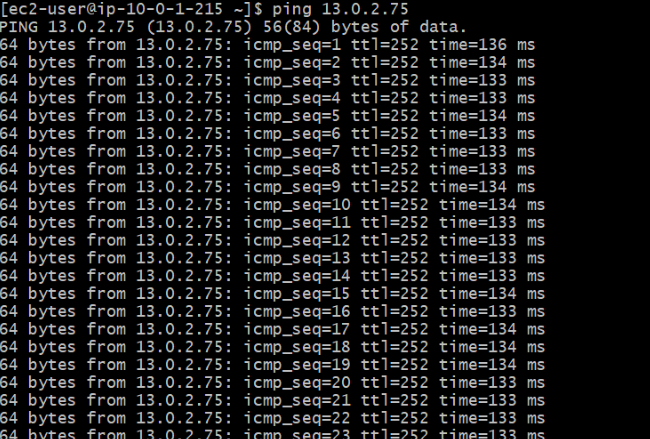 [ec2-user@ip-10-0-1-215 ~]$ ping 13.0.2.75
PING 13.0.2.75 (13.0.2.75) 56(84) bytes of data.
64 bytes from 13.0.2.75: icmp_seq=1 ttl=252 time=136 ms
64 bytes from 13.0.2.75: icmp_seq=2 ttl=252 time=134 ms
64 bytes from 13.0.2.75: icmp_seq=3 ttl=252 time=133 ms
64 bytes from 13.0.2.75: icmp_seq=4 ttl=252 time=133 ms
64 bytes from 13.0.2.75: icmp_seq=5 ttl=252 time=134 ms
64 bytes from 13.0.2.75: icmp_seq=6 ttl=252 time=133 ms
64 bytes from 13.0.2.75: icmp_seq=7 ttl=252 time=133 ms
64 bytes from 13.0.2.75: icmp_seq=8 ttl=252 time=133 ms
64 bytes from 13.0.2.75: icmp_seq=9 ttl=252 time=134 ms
64 bytes from 13.0.2.75: icmp_seq=10 ttl=252 time=134 ms
64 bytes from 13.0.2.75: icmp_seq=11 ttl=252 time=133 ms
64 bytes from 13.0.2.75: icmp_seq=12 ttl=252 time=133 ms
64 bytes from 13.0.2.75: icmp_seq=13 ttl=252 time=133 ms
64 bytes from 13.0.2.75: icmp_seq=14 ttl=252 time=133 ms
64 bytes from 13.0.2.75: icmp_seq=15 ttl=252 time=134 ms
64 bytes from 13.0.2.75: icmp_seq=16 ttl=252 time=133 ms
64 bytes from 13.0.2.75: icmp_seq=17 ttl=252 time=134 ms
64 bytes from 13.0.2.75: icmp_seq=18 ttl=252 time=134 ms
64 bytes from 13.0.2.75: icmp_seq=19 ttl=252 time=134 ms
64 bytes from 13.0.2.75: icmp_seq=20 ttl=252 time=133 ms
64 bytes from 13.0.2.75: icmp_seq=21 ttl=252 time=133 ms
64 bytes from 13.0.2.75: icmp_seq=22 ttl=252 time=133 ms
64 bytes from 13.0.2.75: icmp_seq=23 ttl=252 time=133 ms